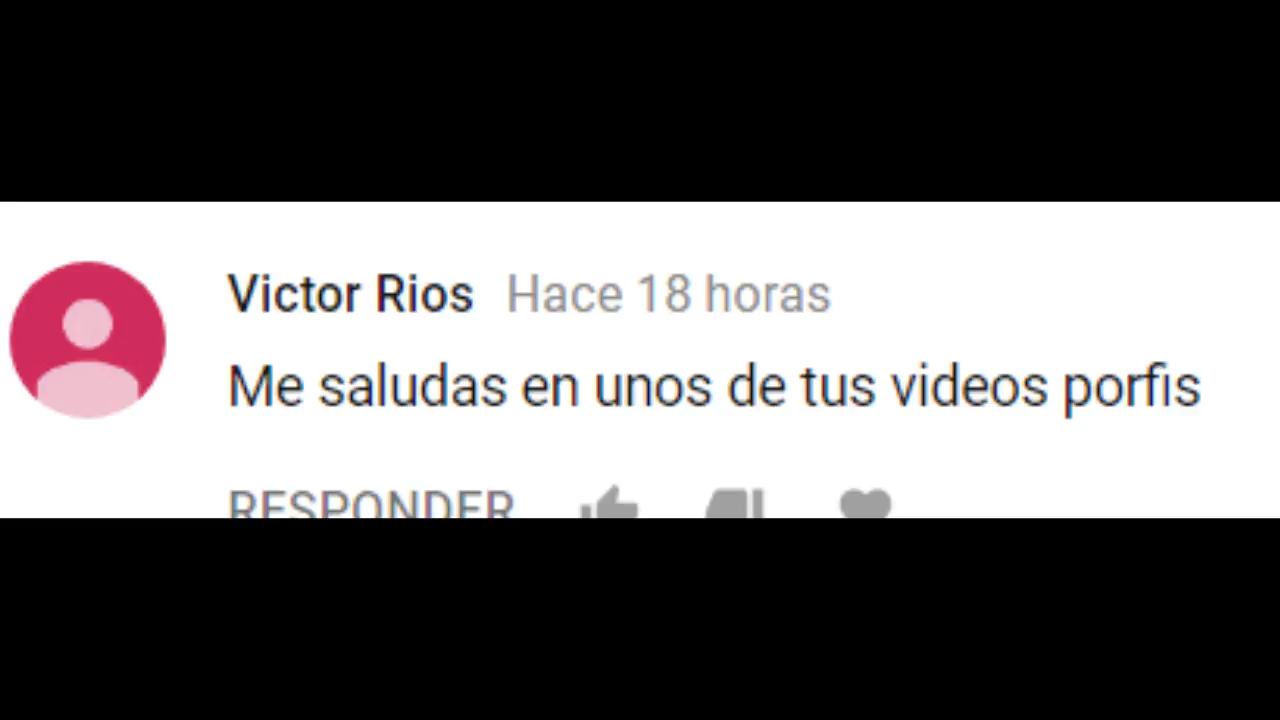 Victor Rios Hace 18 horas
Me saludas en unos de tus videos porfis
RESPONDER